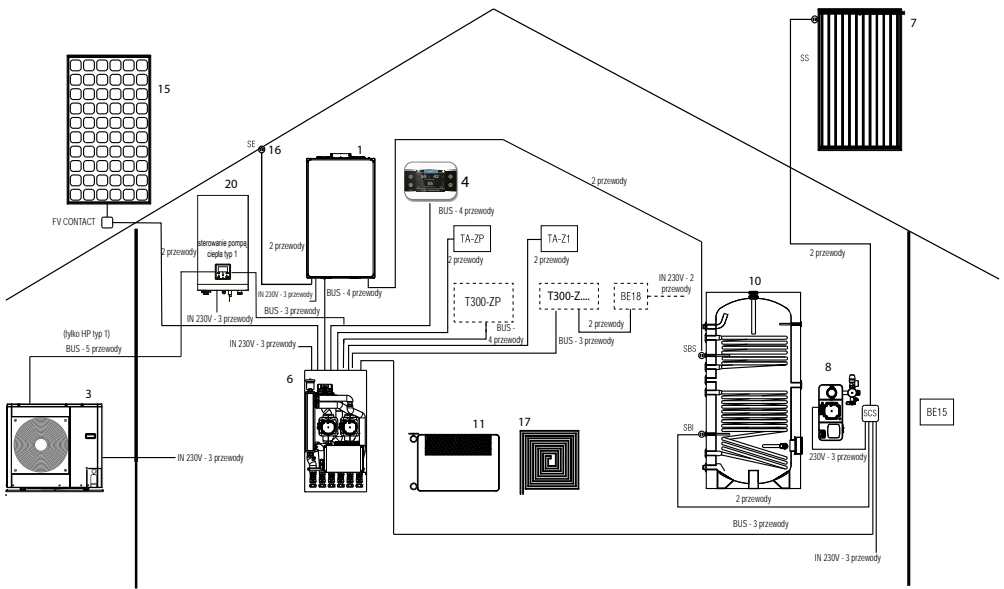 7
SS
15
SE
16
1
4
20
2 przewody
BUS - 4 przewody
FV CONTACT
2 przewody
sterowanie pompą
ciepła typ 1
2 przewody
TA-ZP
TA-Z1
2 przewody
2 przewody
2 przewody
IN 230V - 3 przewody
BUS - 4 przewody
IN 230V - 2
przewody
10
T300-ZP
T300-Z....
BE18
BUS - 3 przewody
IN 230V - 3 przewody
BUS -
4 przewody
2 przewody
BUS - 3 przewody
(tylko HP typ 1)
BUS - 5 przewody
IN 230V - 3 przewody
SBS
8
6
3
SCS
BE15
11
17
SBI
IN 230V - 3 przewody
230V - 3 przewody
2 przewody
BUS - 3 przewody
IN 230V - 3 przewody